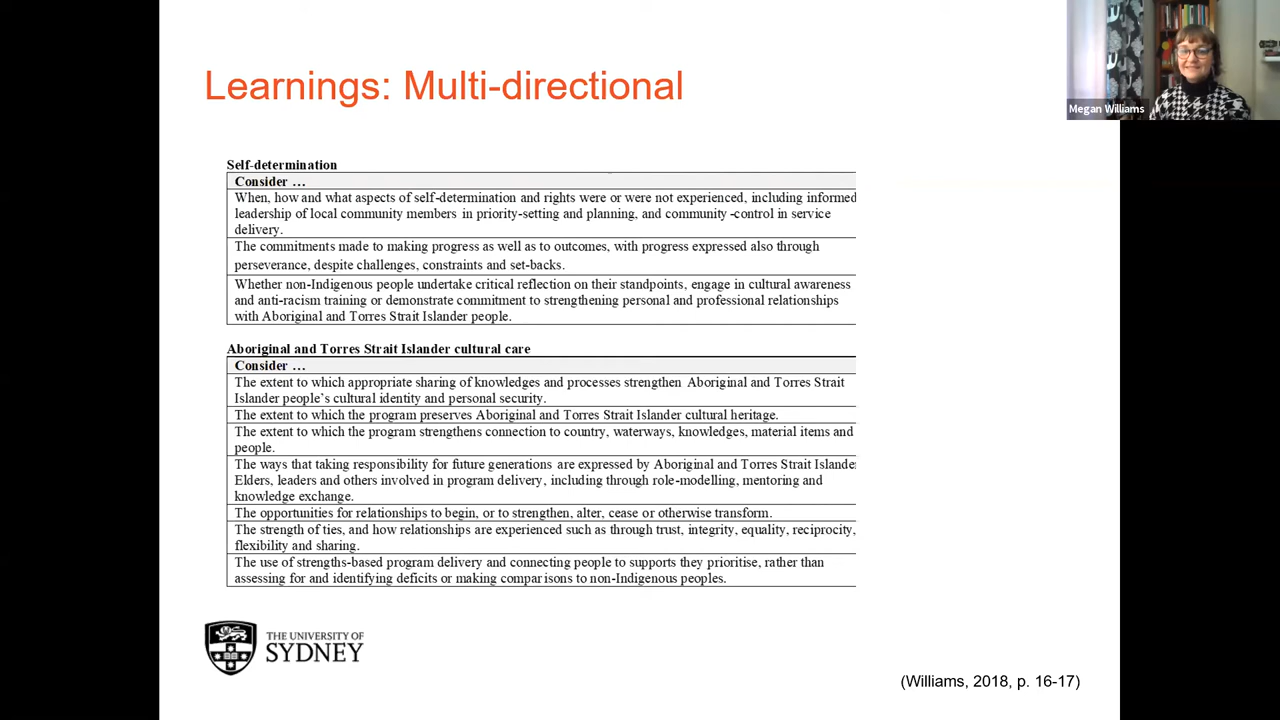 Learnings: Multi-directional
Megan Williams
Self-determination
Consider …
When, how and what aspects of self-determination and rights were or were not experienced, including informed
leadership of local community members in priority-setting and planning, and community -control in service
delivery.
The commitments made to making progress as well as to outcomes, with progress expressed also through
perseverance, despite challenges, constraints and set-backs.
Whether non-Indigenous people undertake critical reflection on their standpoints, engage in cultural awareness
and anti-racism training or demonstrate commitment to strengthening personal and professional relationships
with Aboriginal and Torres Strait Islander people.
Aboriginal and Torres Strait Islander cultural care
Consider …
The extent to which appropriate sharing of knowledges and processes strengthen Aboriginal and Torres Strait
Islander people's cultural identity and personal security.
The extent to which the program preserves Aboriginal and Torres Strait Islander cultural heritage.
The extent to which the program strengthens connection to country, waterways, knowledges, material items and
people.
The ways that taking responsibility for future generations are expressed by Aboriginal and Torres Strait Islander
Elders, leaders and others involved in program delivery, including through role-modelling, mentoring and
knowledge exchange.
The opportunities for relationships to begin, or to strengthen, alter, cease or otherwise transform.
The strength of ties, and how relationships are experienced such as through trust, integrity, equality, reciprocity,
flexibility and sharing.
The use of strengths-based program delivery and connecting people to supports they prioritise, rather than
assessing for and identifying deficits or making comparisons to non-Indigenous peoples.
THE UNIVERSITY OF
SYDNEY
(Williams, 2018, p. 16-17)